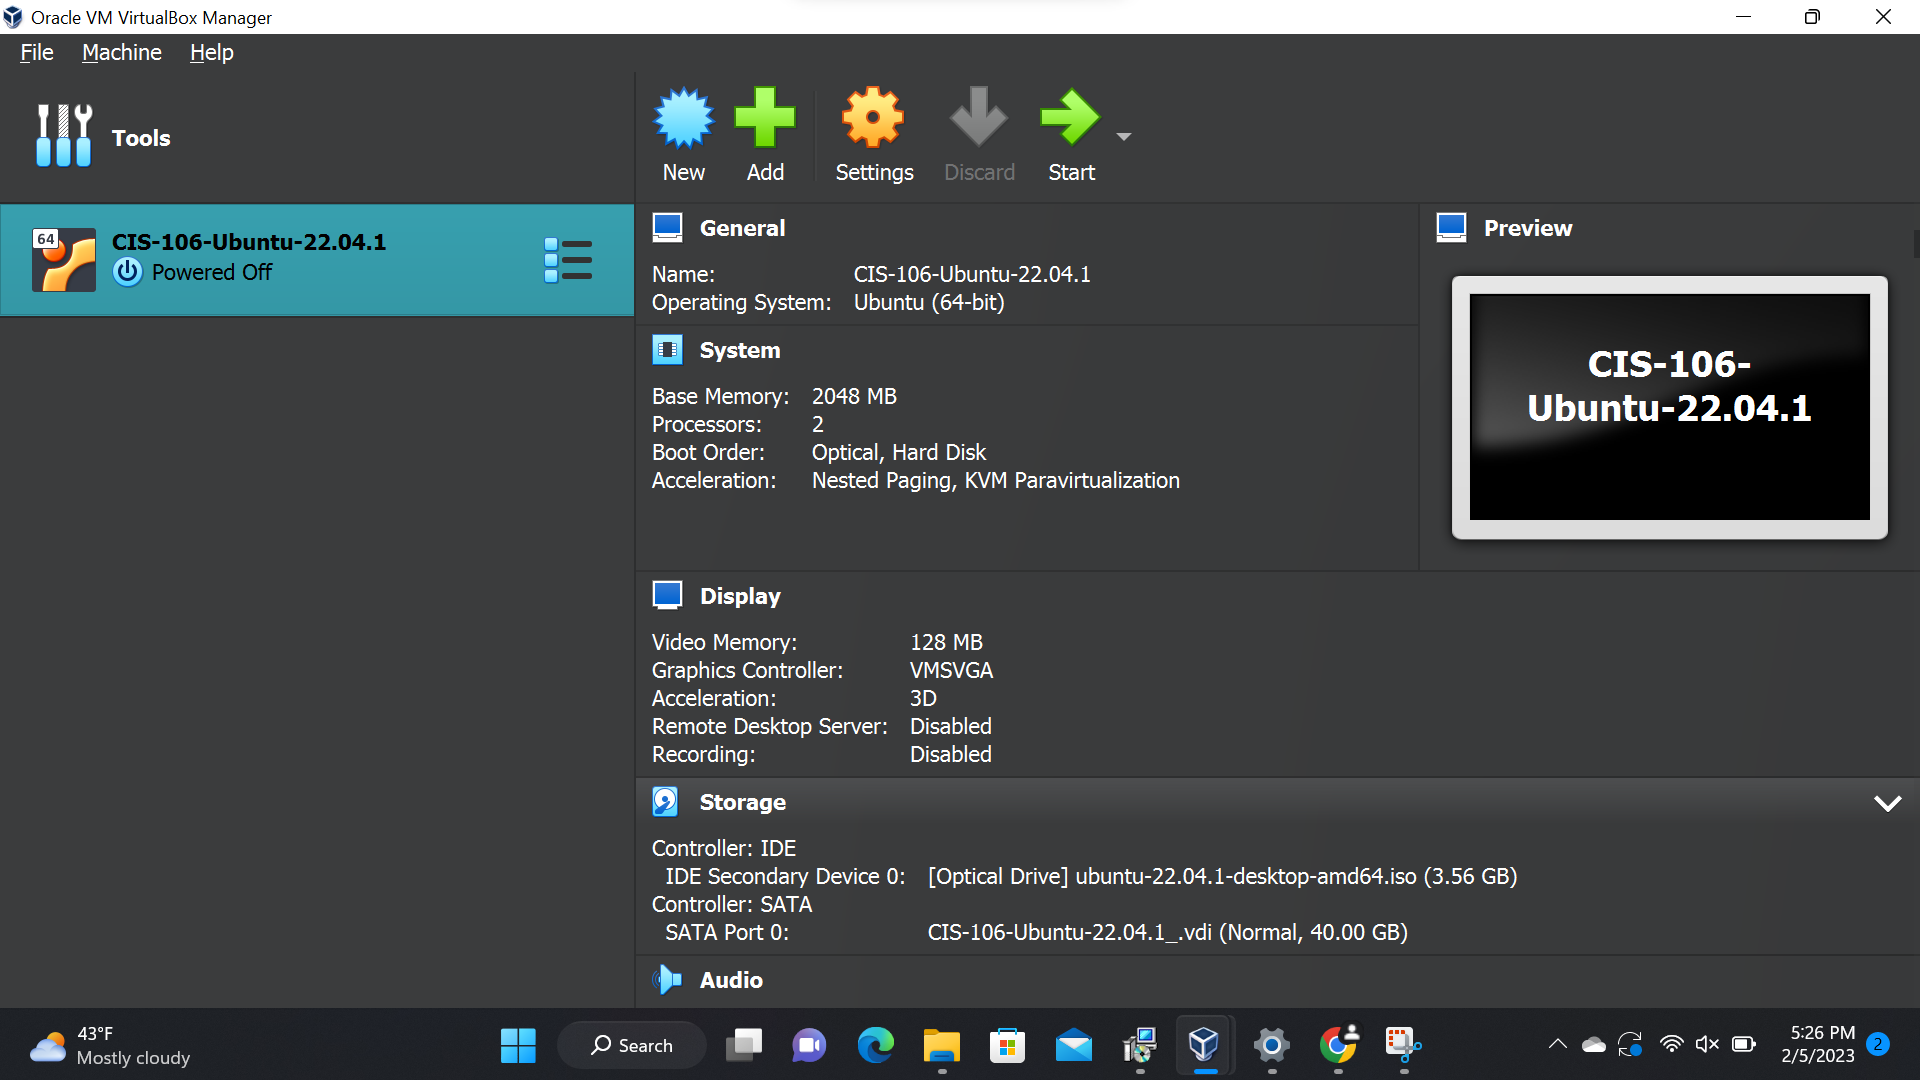 Oracle VM VirtualBox Manager
File Machine Help
Tools
New Add Settings Discard Start
64
CIS-106-Ubuntu-22.04.1
Powered Off
General
Name: CIS-106-Ubuntu-22.04.1
Operating System: Ubuntu (64-bit)
Preview
CIS-106-
Ubuntu-22.04.1
System
Base Memory: 2048 MB
Processors: 2
Boot Order: Optical, Hard Disk
Acceleration: Nested Paging, KVM Paravirtualization
Display
Video Memory: 128 MB
Graphics Controller: VMSVGA
Acceleration: 3D
Remote Desktop Server: Disabled
Recording: Disabled
Storage
Controller: IDE
IDE Secondary Device 0: [Optical Drive] ubuntu-22.04.1-desktop-amd64.iso (3.56 GB)
Controller: SATA
SATA Port 0: CIS-106-Ubuntu-22.04.1_.vdi (Normal, 40.00 GB)
Audio
43°F
Mostly cloudy
Search
5:26 PM
2/5/2023
2